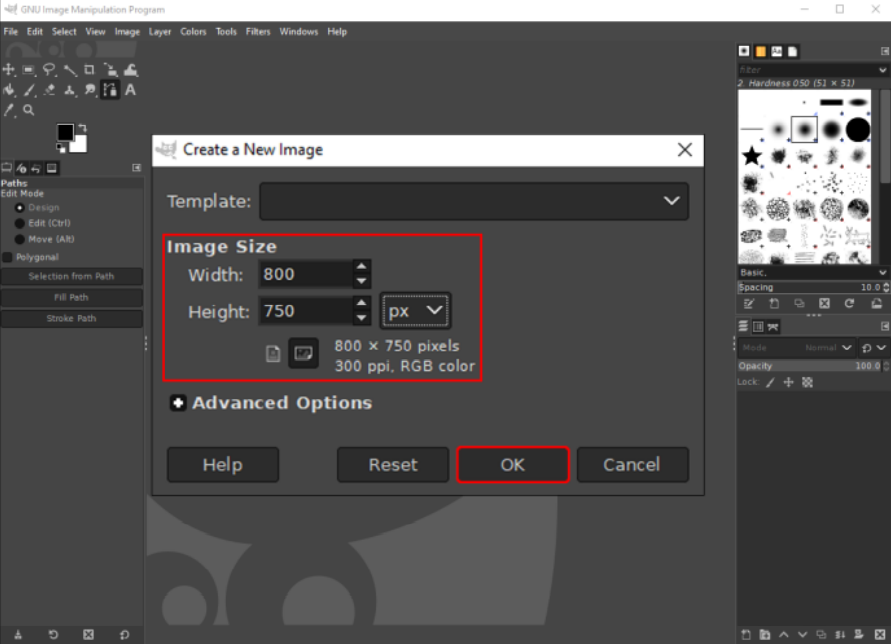 GNU Image Manipulation Program
File Edit Select View Image Layer Colors Tools Filters Windows Help
Paths
Edit Mode
Design
Edit (Ctrl)
Move (Alt)
Polygonal
Selection from Path
Fill Path
Stroke Path
Create a New Image
Template:
Image Size
Width: 800
Height: 750 px
800 × 750 pixels
300 ppi, RGB color
Advanced Options
Help Reset OK Cancel
filter
2. Hardness 050 (51 × 51)
Basic,
Spacing 10.0
Mode Normal
Opacity 100.0
Lock: